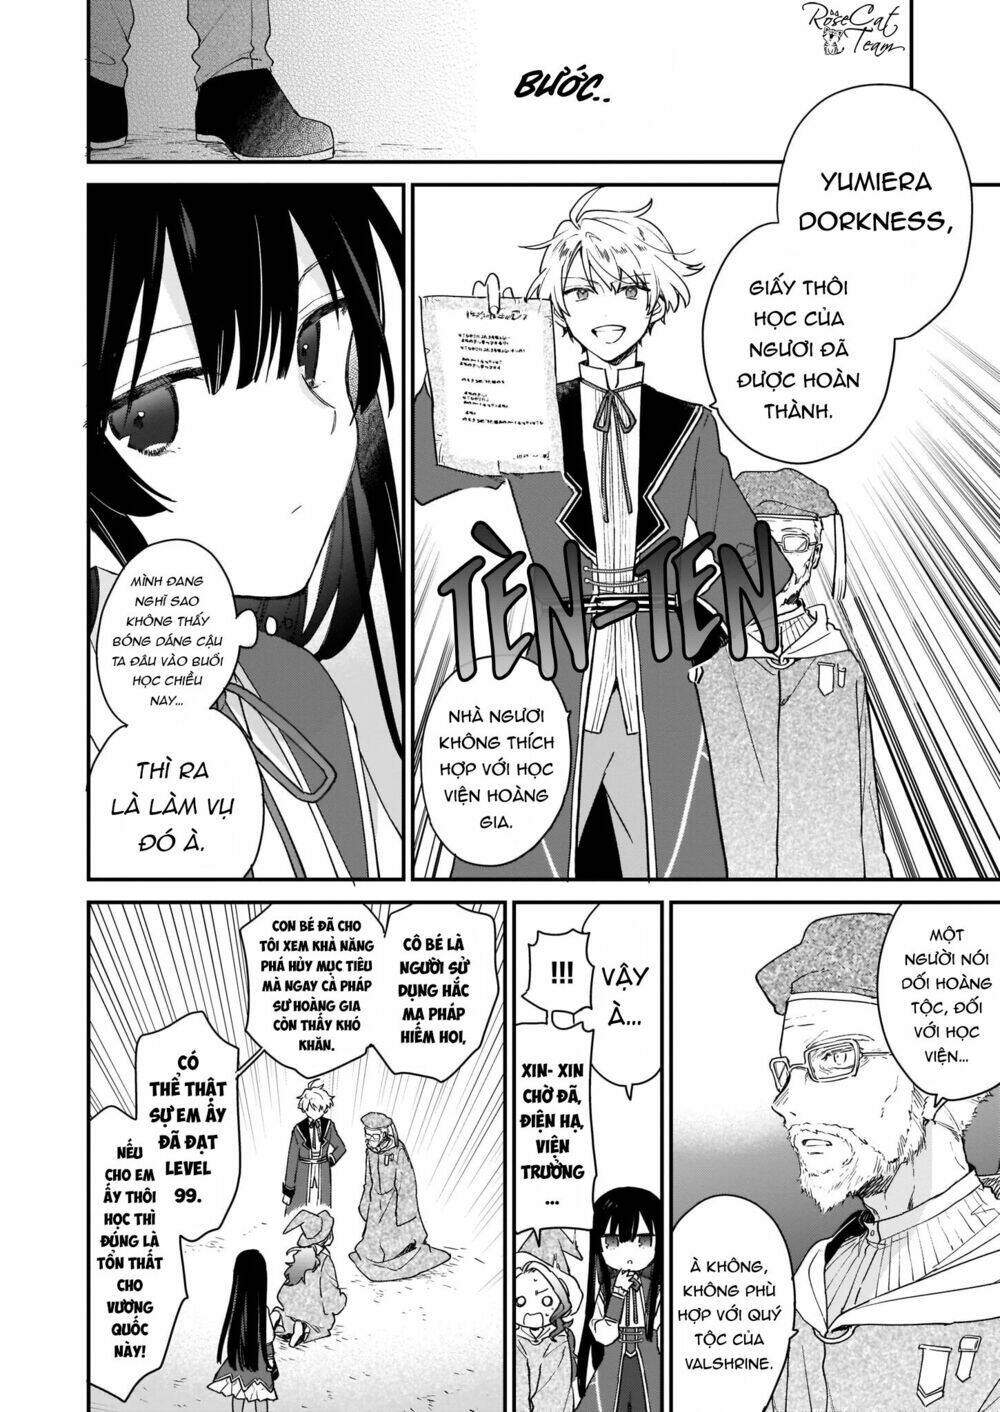 RoseCat
Team
BƯỚC..
YUMIERA
DORKNESS,
GIẤY THÔI
HỌC CỦA
NGƯƠI ĐÃ
ĐƯỢC HOÀN
THÀNH.
TÈN-TEN
NHÀ NGƯƠI
KHÔNG THÍCH
HỢP VỚI HỌC
VIỆN HOÀNG
GIA.
MÌNH ĐANG
NGHĨ SAO
KHÔNG THẤY
BÓNG DÁNG CẬU
TA ĐÂU VÀO BUỔI
HỌC CHIỀU
NAY...
THÌ RA
LÀ LÀM VỤ
ĐÓ À.
MỘT
NGƯỜI NÓI
DỐI HOÀNG
TỘC, ĐỐI
VỚI HỌC
VIỆN...
À KHÔNG,
KHÔNG PHÙ
HỢP VỚI QUÝ
TỘC CỦA
VALSHRINE.
VẬY
À...
!!!
XIN- XIN
CHỜ ĐÃ,
ĐIỆN HẠ,
VIỆN
TRƯỞNG
...
CÔ BÉ LÀ
NGƯỜI SỬ
DỤNG HẮC
MA PHÁP
HIẾM HOI,
CON BÉ ĐÃ CHO
TÔI XEM KHẢ NĂNG
PHÁ HỦY MỤC TIÊU
MÀ NGAY CẢ PHÁP
SƯ HOÀNG GIA
CÒN THẤY KHÓ
KHĂN.
CÓ
THỂ THẬT
SỰ EM ẤY
ĐÃ ĐẠT
LEVEL
99.
NẾU
CHO EM
ẤY THÔI
HỌC THÌ
ĐÚNG LÀ
TỔN THẤT
CHO
VƯƠNG
QUỐC
NÀY!